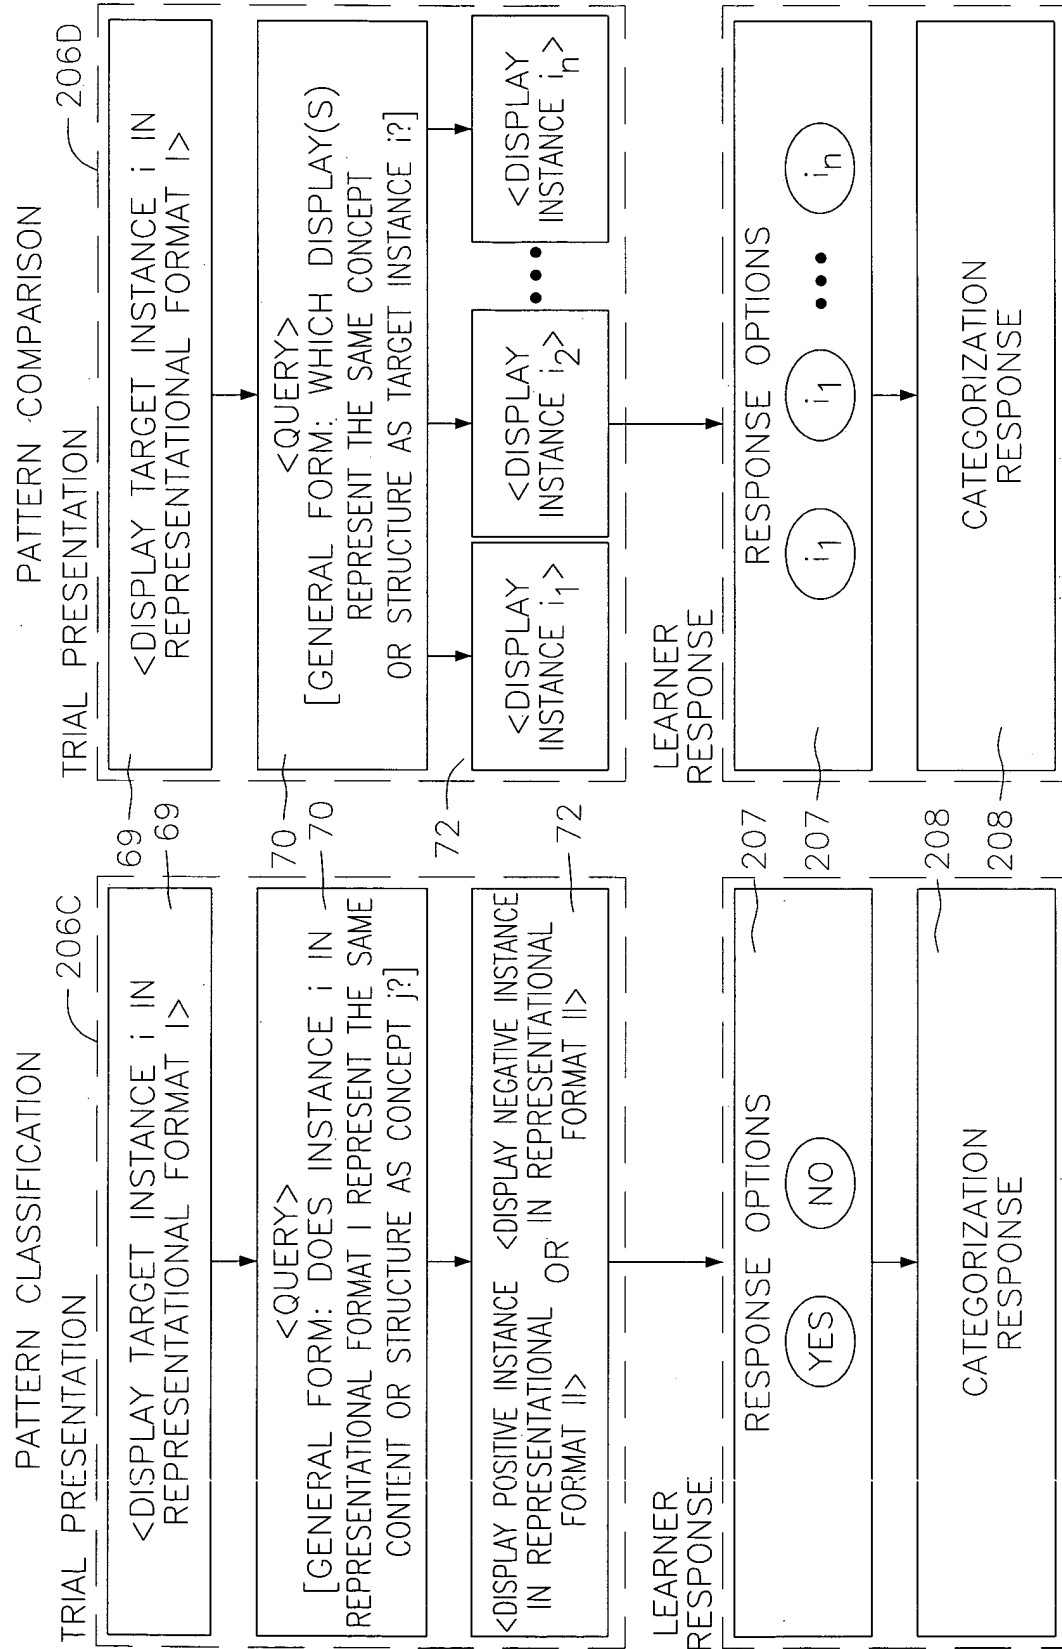 PATTERN CLASSIFICATION
TRIAL PRESENTATION
206C
<DISPLAY TARGET INSTANCE i IN
REPRESENTATIONAL FORMAT I>
69
<QUERY>
[GENERAL FORM: DOES INSTANCE i IN
REPRESENTATIONAL FORMAT I REPRESENT THE SAME
CONTENT OR STRUCTURE AS CONCEPT j?]
70
<DISPLAY POSITIVE INSTANCE
IN REPRESENTATIONAL
FORMAT II>
OR
<DISPLAY NEGATIVE INSTANCE
IN REPRESENTATIONAL
FORMAT II>
72
LEARNER
RESPONSE
RESPONSE OPTIONS
YES
NO
207
CATEGORIZATION
RESPONSE
208
PATTERN COMPARISON
TRIAL PRESENTATION
206D
69
<DISPLAY TARGET INSTANCE i IN
REPRESENTATIONAL FORMAT I>
70
<QUERY>
[GENERAL FORM: WHICH DISPLAY(S)
REPRESENT THE SAME CONCEPT
OR STRUCTURE AS TARGET INSTANCE i?]
72
<DISPLAY
INSTANCE i1>
<DISPLAY
INSTANCE i2>
•••
<DISPLAY
INSTANCE in>
LEARNER
RESPONSE
207
RESPONSE OPTIONS
i1
i1
•••
in
208
CATEGORIZATION
RESPONSE